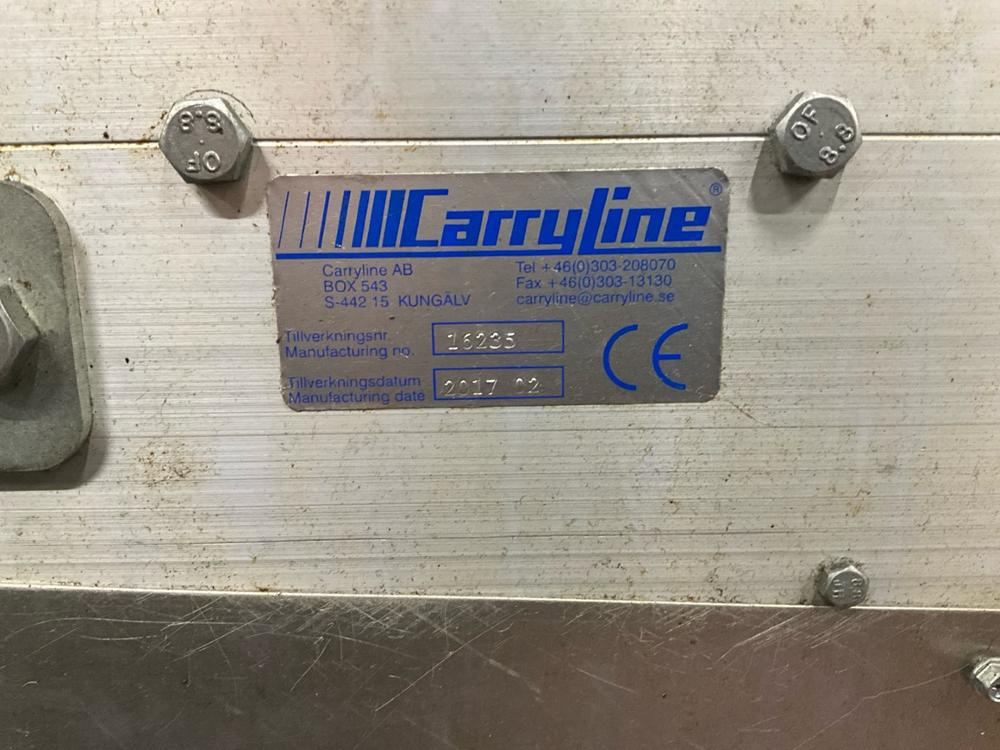 8.8
OF
OF
8.8
Carryline®
Carryline AB
BOX 543
S-442 15 KUNGÄLV
Tel +46(0)303-208070
Fax +46(0)303-13130
carryline@carryline.se
Tillverkningsnr.
Manufacturing no.
16235
Tillverkningsdatum
Manufacturing date
2017 02
CE